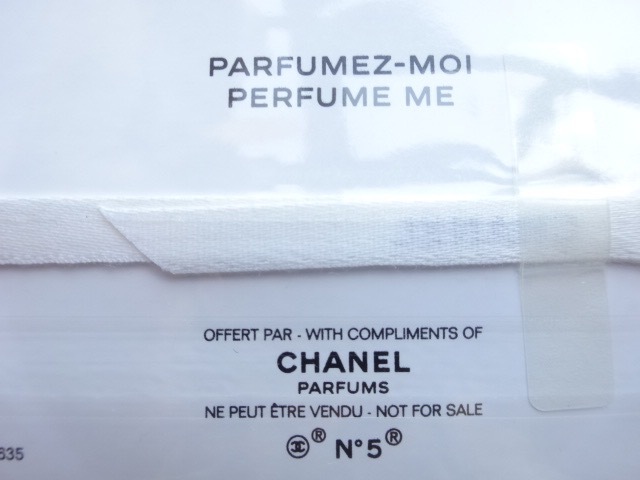 PARFUMEZ-MOI
PERFUME ME
OFFERT PAR - WITH COMPLIMENTS OF
CHANEL
PARFUMS
NE PEUT ÊTRE VENDU - NOT FOR SALE
® N°5®
635